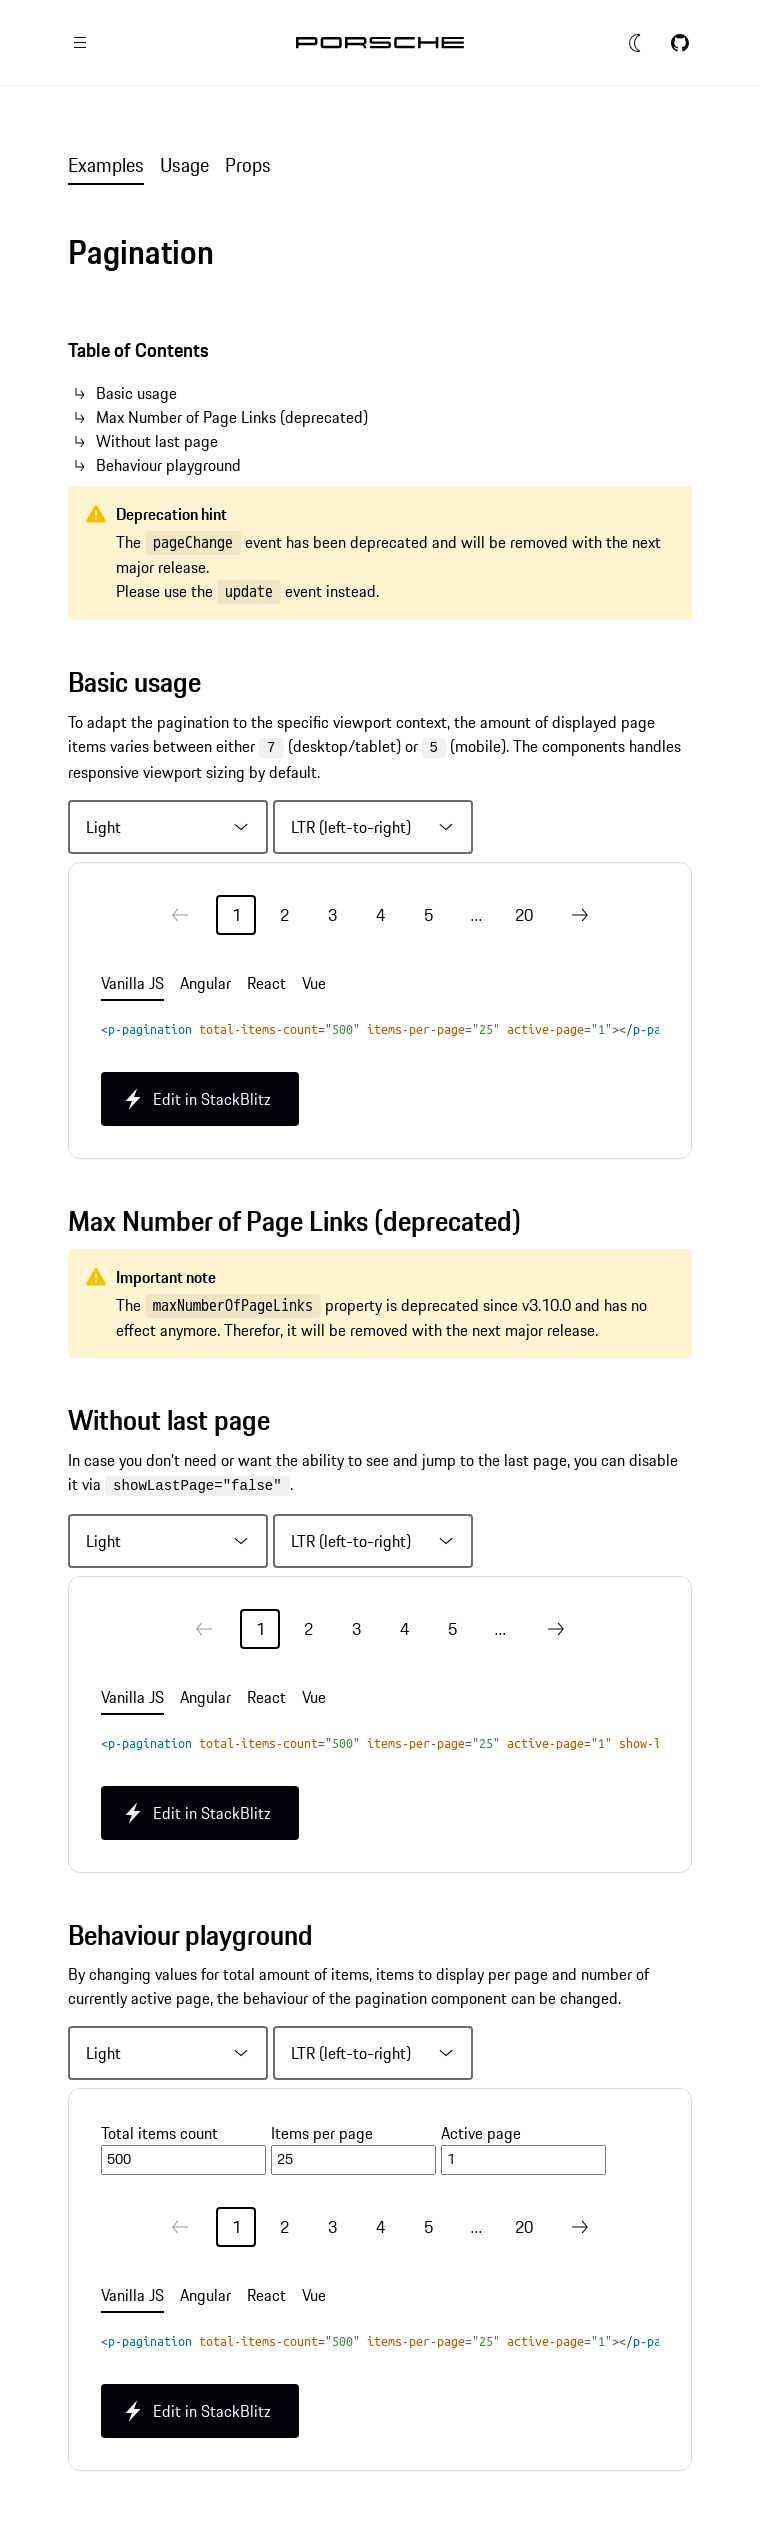 PORSCHE
Examples Usage Props
Pagination
Table of Contents
Basic usage
Max Number of Page Links (deprecated)
Without last page
Behaviour playground
Deprecation hint
The pageChange event has been deprecated and will be removed with the next
major release.
Please use the update event instead.
Basic usage
To adapt the pagination to the specific viewport context, the amount of displayed page
items varies between either 7 (desktop/tablet) or 5 (mobile). The components handles
responsive viewport sizing by default.
Light LTR (left-to-right)
1 2 3 4 5 ... 20
Vanilla JS Angular React Vue
<p-pagination total-items-count="500" items-per-page="25" active-page="1"></p-pa
Edit in StackBlitz
Max Number of Page Links (deprecated)
Important note
The maxNumberOfPageLinks property is deprecated since v3.10.0 and has no
effect anymore. Therefor, it will be removed with the next major release.
Without last page
In case you don't need or want the ability to see and jump to the last page, you can disable
it via showLastPage="false".
Light LTR (left-to-right)
1 2 3 4 5 ...
Vanilla JS Angular React Vue
<p-pagination total-items-count="500" items-per-page="25" active-page="1" show-l
Edit in StackBlitz
Behaviour playground
By changing values for total amount of items, items to display per page and number of
currently active page, the behaviour of the pagination component can be changed.
Light LTR (left-to-right)
Total items count Items per page Active page
500 25 1
1 2 3 4 5 ... 20
Vanilla JS Angular React Vue
<p-pagination total-items-count="500" items-per-page="25" active-page="1"></p-pa
Edit in StackBlitz